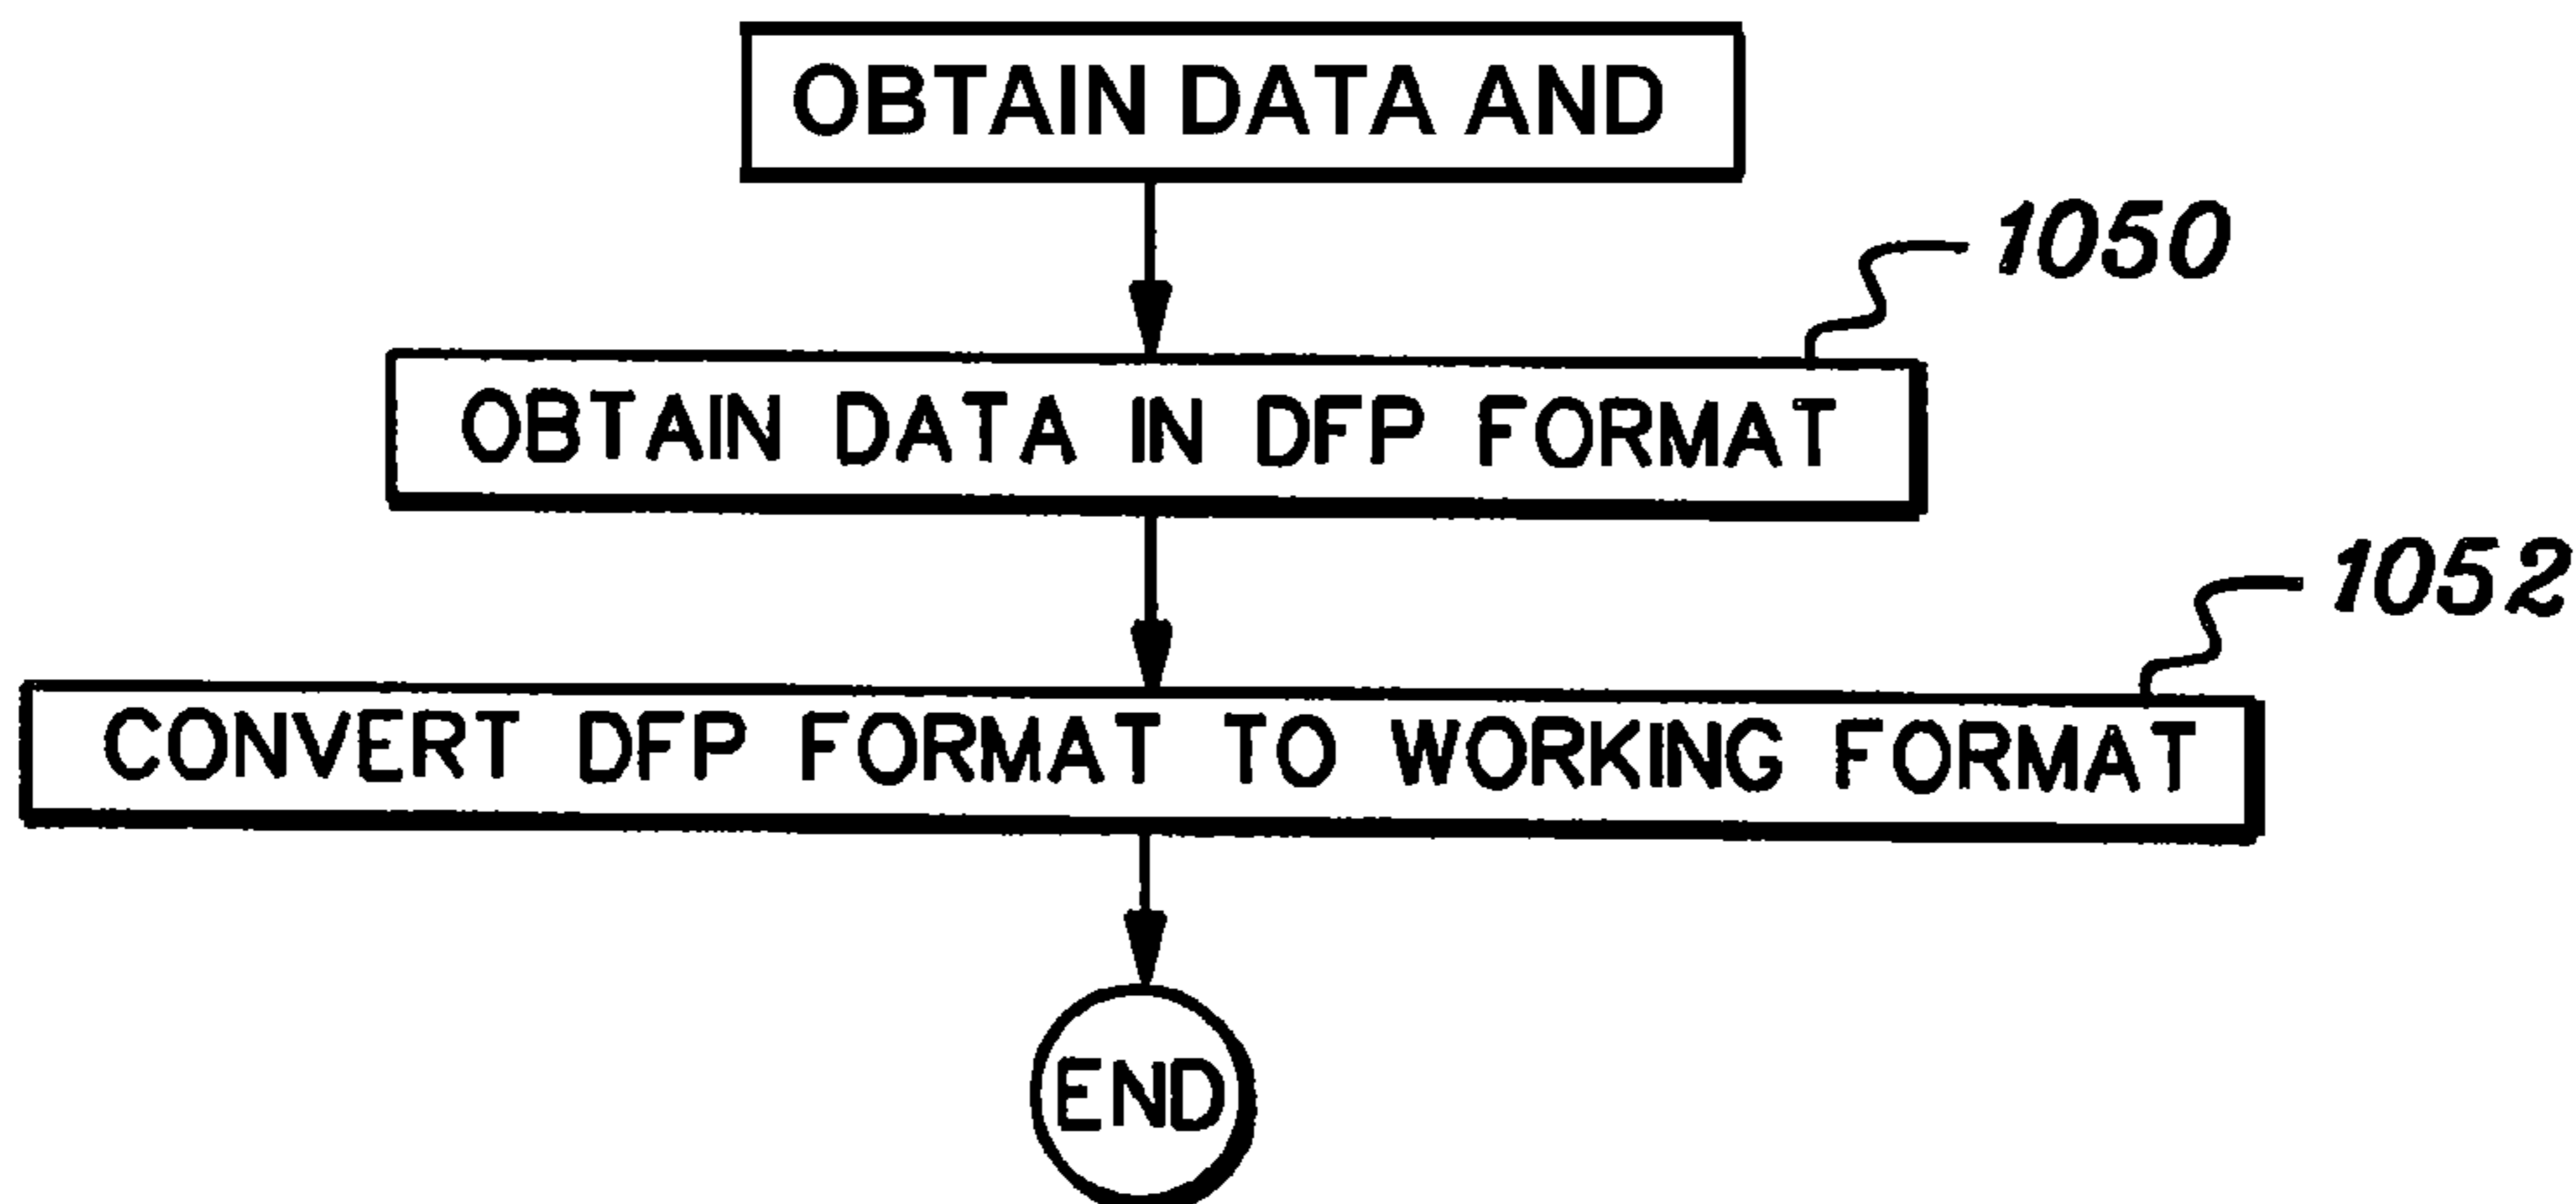 OBTAIN DATA AND
1050
OBTAIN DATA IN DFP FORMAT
1052
CONVERT DFP FORMAT TO WORKING FORMAT
END